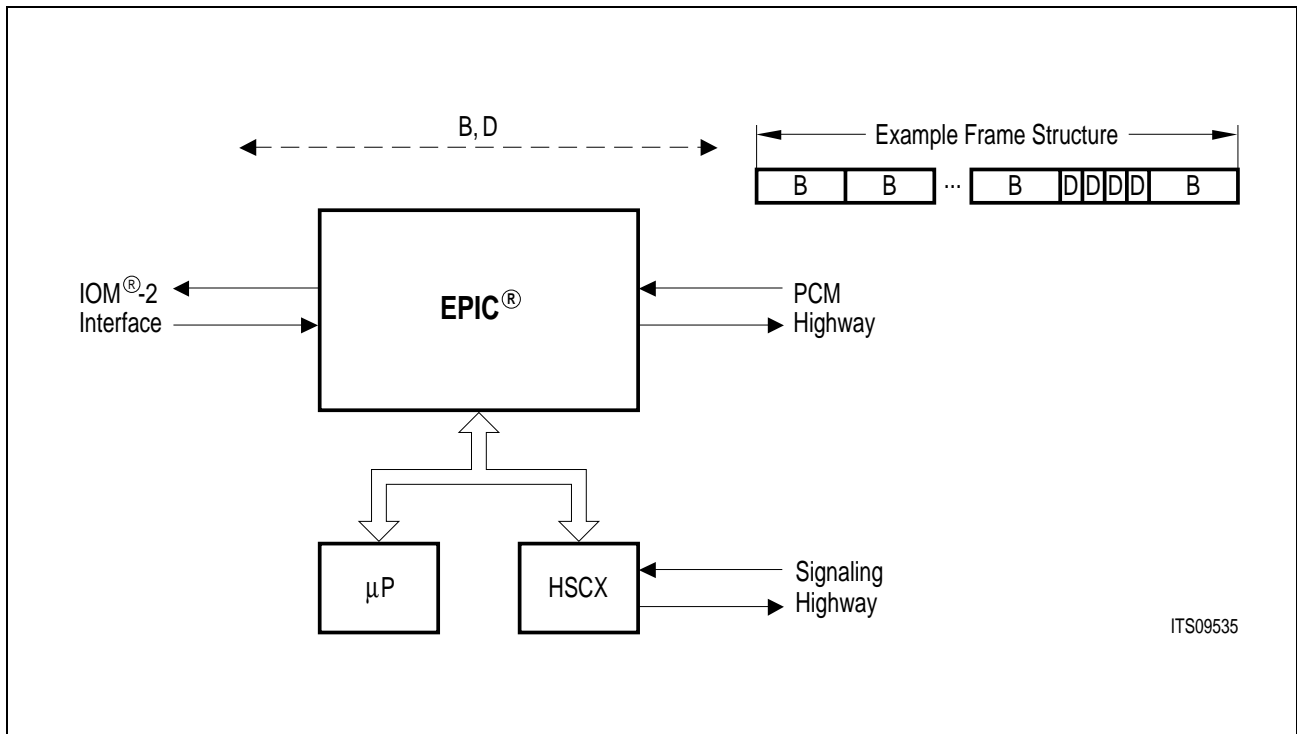 B, D
Example Frame Structure
B B ... B D D D D B
IOM®-2
Interface
EPIC®
PCM
Highway
μP
HSCX
Signaling
Highway
ITS09535